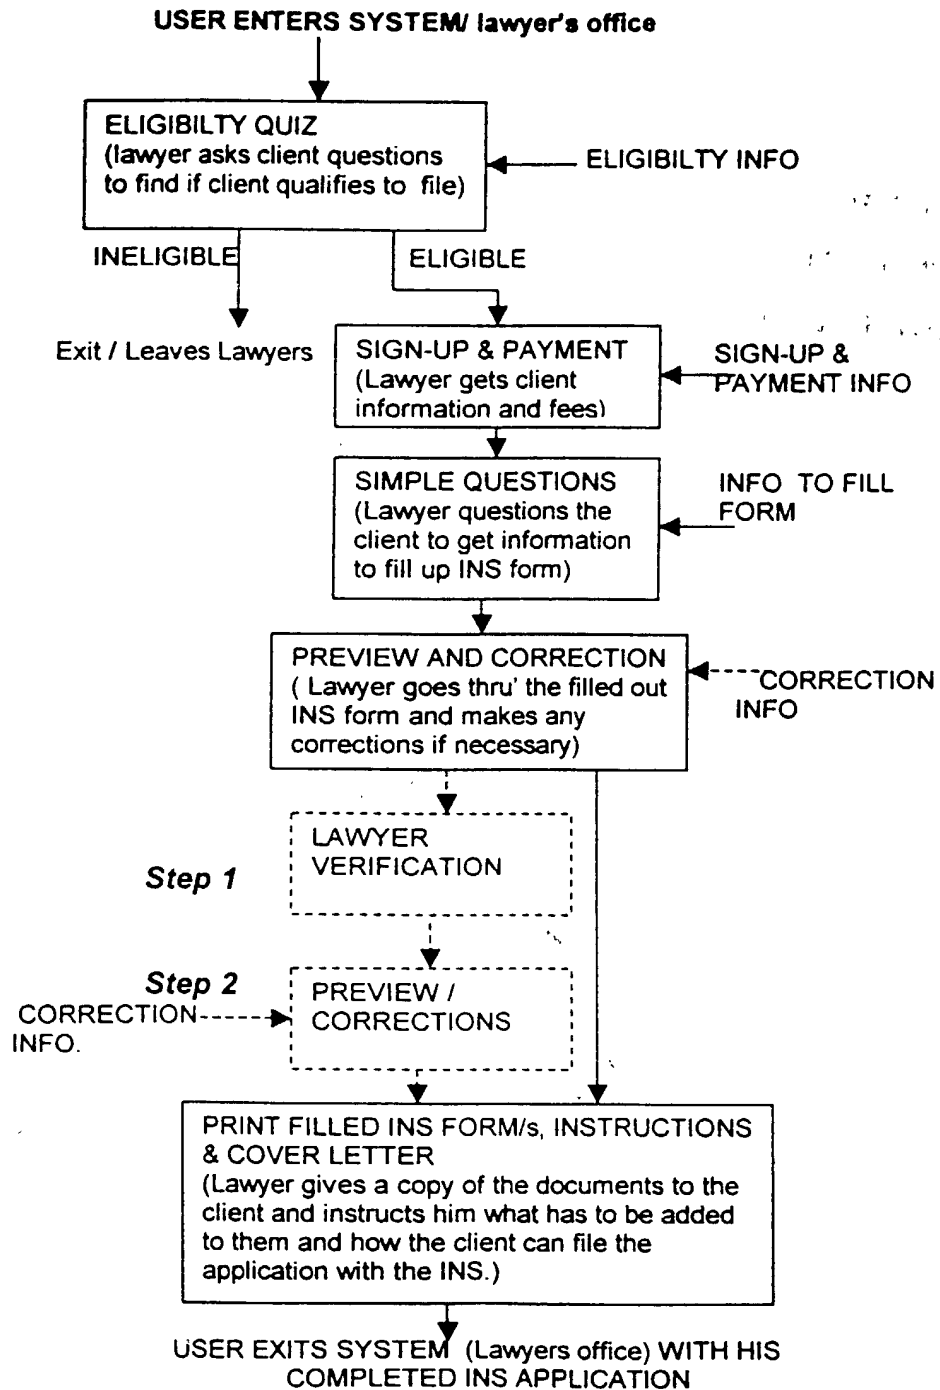 USER ENTERS SYSTEM/ lawyer's office
ELIGIBILTY QUIZ
(lawyer asks client questions
to find if client qualifies to file)
ELIGIBILTY INFO
INELIGIBLE
ELIGIBLE
Exit / Leaves Lawyers
SIGN-UP & PAYMENT
(Lawyer gets client
information and fees)
SIGN-UP &
PAYMENT INFO
SIMPLE QUESTIONS
(Lawyer questions the
client to get information
to fill up INS form)
INFO TO FILL
FORM
PREVIEW AND CORRECTION
( Lawyer goes thru' the filled out
INS form and makes any
corrections if necessary)
CORRECTION
INFO
LAWYER
VERIFICATION
Step 1
Step 2
PREVIEW /
CORRECTIONS
CORRECTION
INFO.
PRINT FILLED INS FORM/s, INSTRUCTIONS
& COVER LETTER
(Lawyer gives a copy of the documents to the
client and instructs him what has to be added
to them and how the client can file the
application with the INS.)
USER EXITS SYSTEM (Lawyers office) WITH HIS
COMPLETED INS APPLICATION